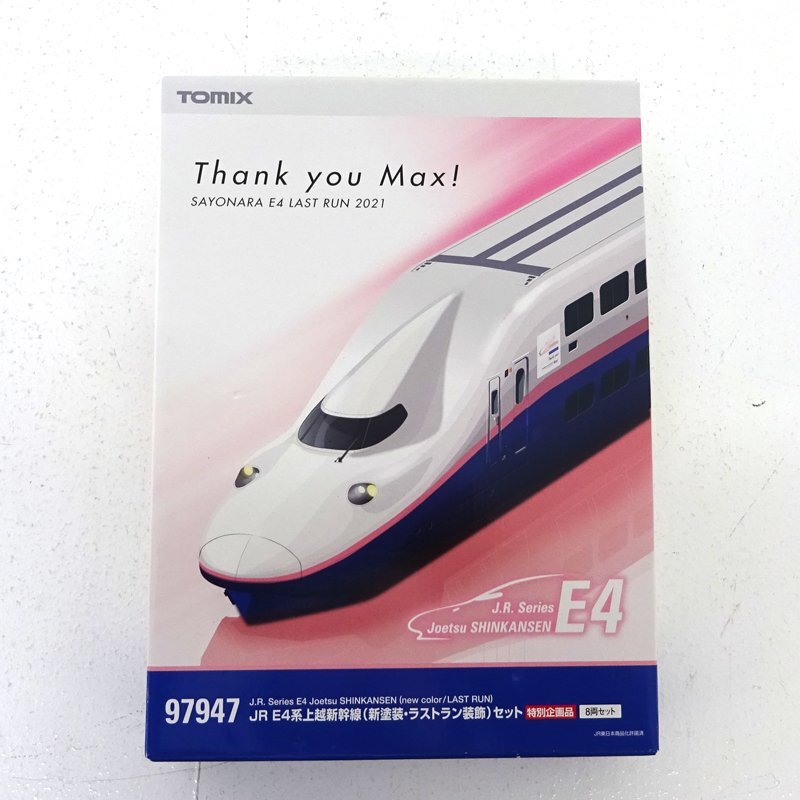 TOMIX
Thank you Max!
SAYONARA E4 LAST RUN 2021
J.R. Series
Joetsu SHINKANSEN
E4
97947
J.R. Series E4 Joetsu SHINKANSEN (new color/LAST RUN)
JR E4系上越新幹線(新塗装・ラストラン装飾)セット 特別企画品 8両セット
JR東日本商品化許諾済